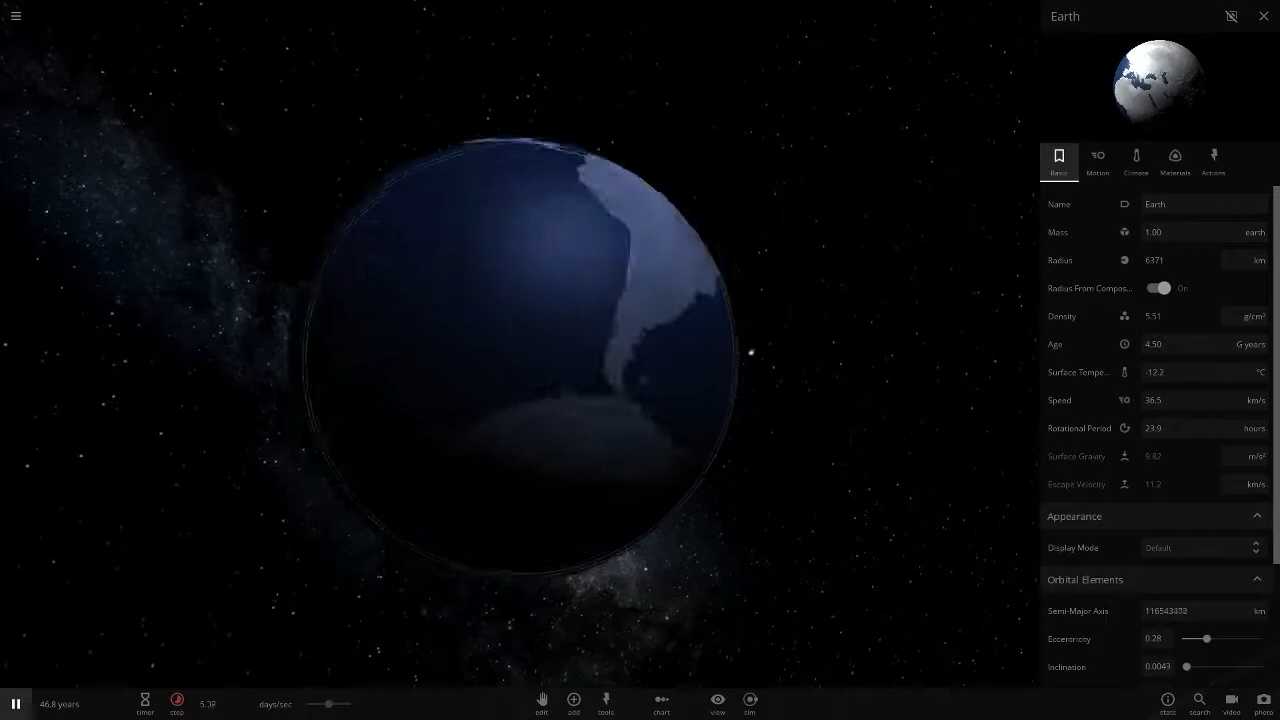 Earth
Basic Motion Climate Materials Actions
Name Earth
Mass 1.00 earth
Radius 6371 km
Radius From Compos... On
Density 5.51 g/cm³
Age 4.50 G years
Surface Tempe... -12.2 °C
Speed 36.5 km/s
Rotational Period 23.9 hours
Surface Gravity 9.82 m/s²
Escape Velocity 11.2 km/s
Appearance
Display Mode Default
Orbital Elements
Semi-Major Axis km
Eccentricity 0.28
Inclination 0.0043
46.8 years timer step days/sec edit add tools chart view sim stats search video photo